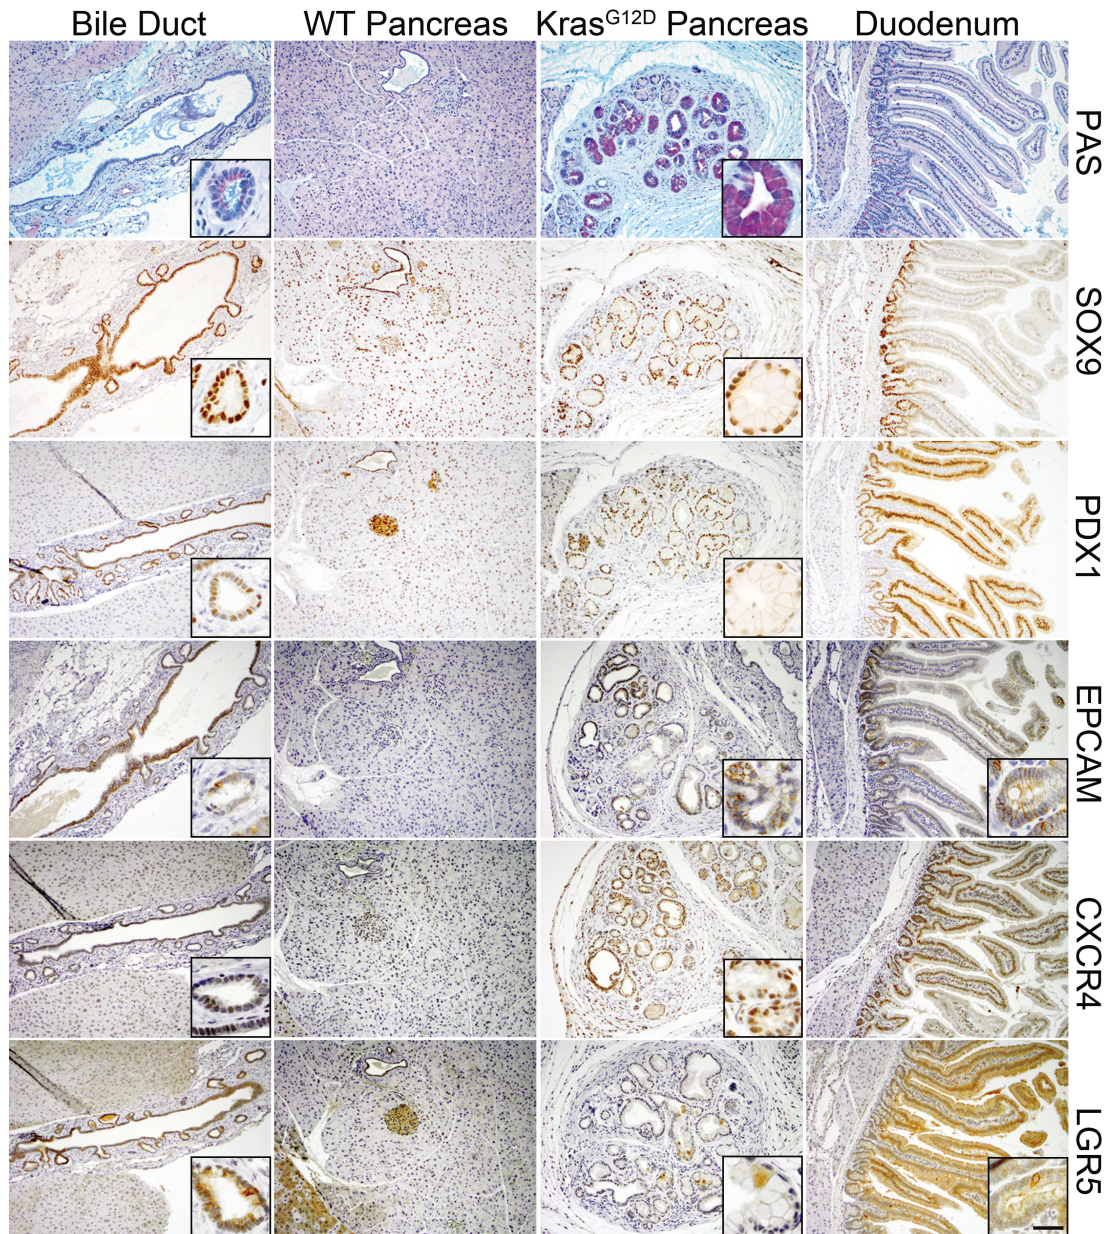 Bile Duct WT Pancreas Kras^G12D Pancreas Duodenum
PAS
SOX9
PDX1
EPCAM
CXCR4
LGR5